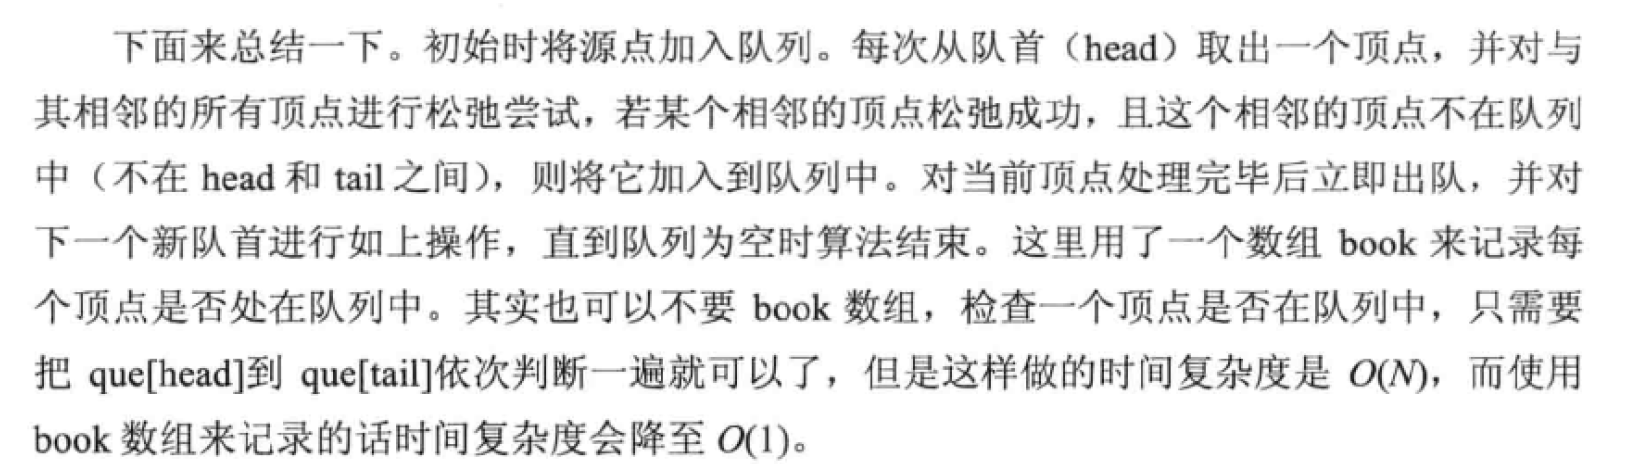 下面来总结一下。初始时将源点加入队列。每次从队首（head）取出一个顶点，并对与
其相邻的所有顶点进行松弛尝试，若某个相邻的顶点松弛成功，且这个相邻的顶点不在队列
中（不在 head 和 tail 之间），则将它加入到队列中。对当前顶点处理完毕后立即出队，并对
下一个新队首进行如上操作，直到队列为空时算法结束。这里用了一个数组 book 来记录每
个顶点是否处在队列中。其实也可以不要 book 数组，检查一个顶点是否在队列中，只需要
把 que[head]到 que[tail]依次判断一遍就可以了，但是这样做的时间复杂度是 O(N)，而使用
book 数组来记录的话时间复杂度会降至 O(1)。